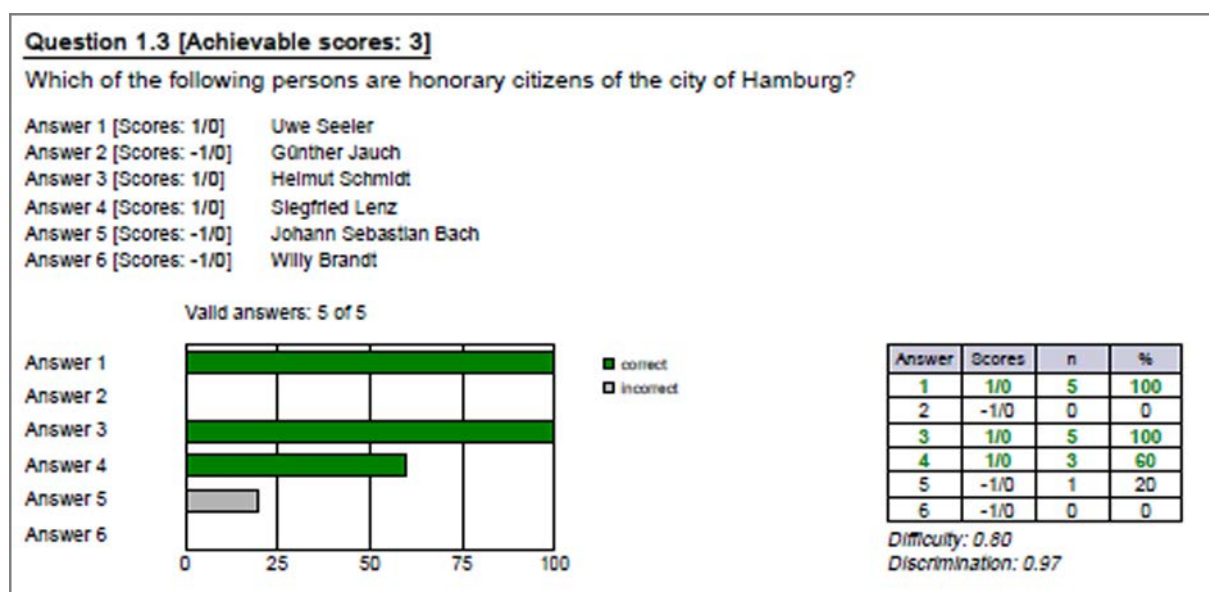 Question 1.3 [Achievable scores: 3]
Which of the following persons are honorary citizens of the city of Hamburg?
Answer 1 [Scores: 1/0] Uwe Seeler
Answer 2 [Scores: -1/0] Günther Jauch
Answer 3 [Scores: 1/0] Helmut Schmidt
Answer 4 [Scores: 1/0] Siegfried Lenz
Answer 5 [Scores: -1/0] Johann Sebastian Bach
Answer 6 [Scores: -1/0] Willy Brandt
Valid answers: 5 of 5
Answer 1
Answer 2
Answer 3
Answer 4
Answer 5
Answer 6
0 25 50 75 100
correct
incorrect
Answer Scores n %
1 1/0 5 100
2 -1/0 0 0
3 1/0 5 100
4 1/0 3 60
5 -1/0 1 20
6 -1/0 0 0
Difficulty: 0.80
Discrimination: 0.97